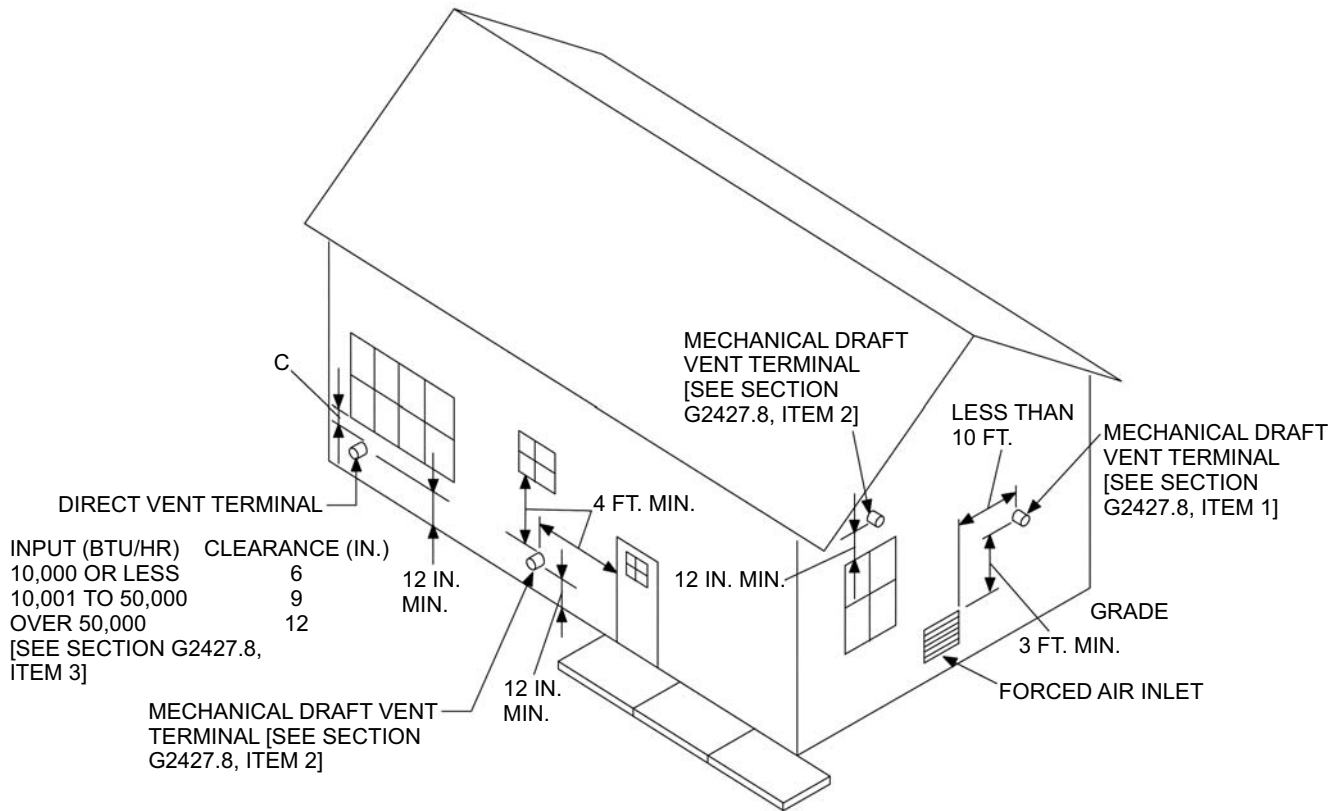 MECHANICAL DRAFT
VENT TERMINAL
[SEE SECTION
G2427.8, ITEM 2]
LESS THAN
10 FT.
MECHANICAL DRAFT
VENT TERMINAL
[SEE SECTION
G2427.8, ITEM 1]
C
DIRECT VENT TERMINAL
INPUT (BTU/HR) CLEARANCE (IN.)
10,000 OR LESS 6
10,001 TO 50,000 9
OVER 50,000 12
[SEE SECTION G2427.8,
ITEM 3]
12 IN.
MIN.
4 FT. MIN.
12 IN. MIN.
GRADE
3 FT. MIN.
FORCED AIR INLET
12 IN.
MIN.
MECHANICAL DRAFT VENT
TERMINAL [SEE SECTION
G2427.8, ITEM 2]